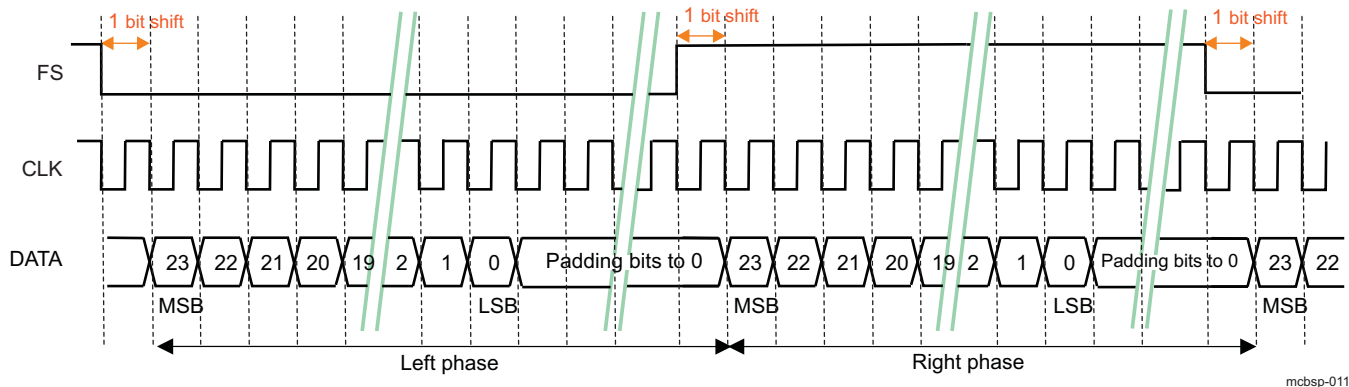 1 bit shift 1 bit shift 1 bit shift
FS
CLK
DATA 23 22 21 20 19 2 1 0 Padding bits to 0 23 22 21 20 19 2 1 0 Padding bits to 0 23 22
MSB LSB MSB LSB MSB
Left phase Right phase
mcbsp-011